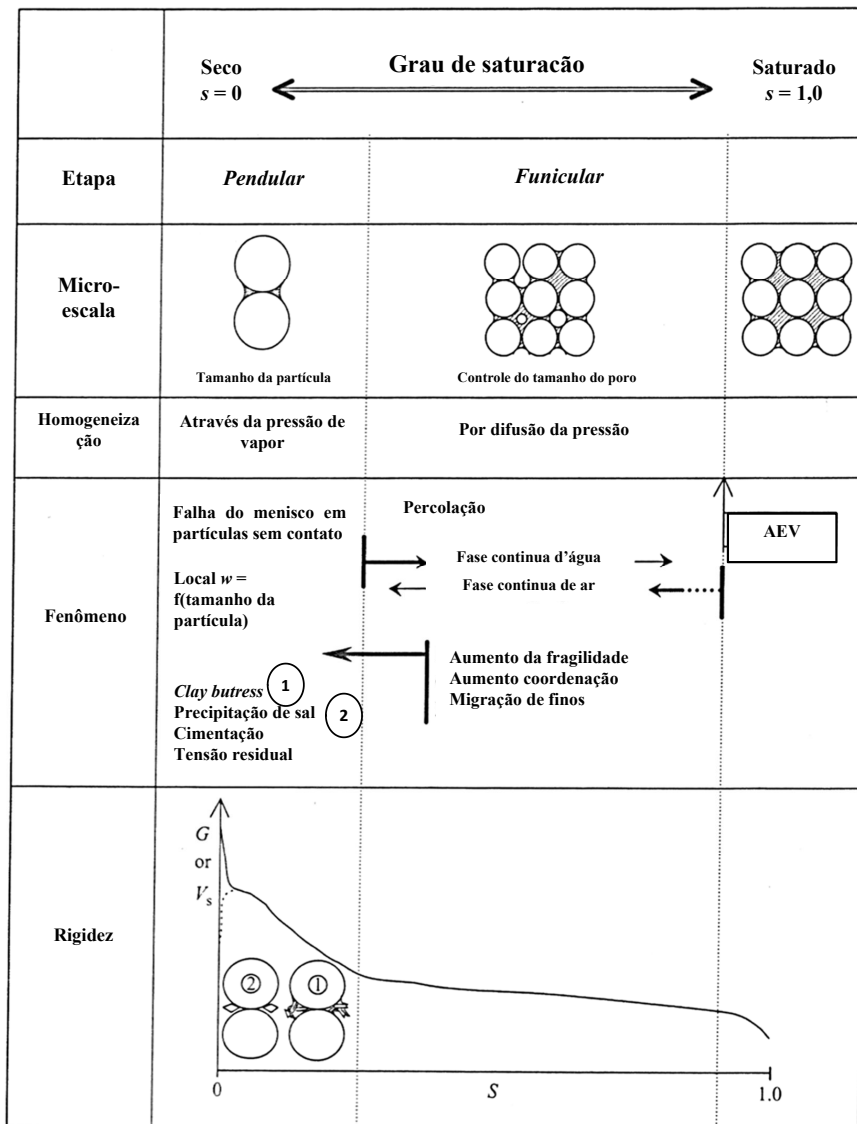 Grau de saturacão
Seco
s = 0
Saturado
s = 1,0
Etapa
Pendular
Funicular
Micro-
escala
Tamanho da partícula
Controle do tamanho do poro
Homogeneiza
ção
Através da pressão de
vapor
Por difusão da pressão
Fenômeno
Falha do menisco em
partículas sem contato
Local w =
f(tamanho da
partícula)
Clay butress
1
Precipitação de sal
2
Cimentação
Tensão residual
Percolação
Fase continua d'água
Fase continua de ar
Aumento da fragilidade
Aumento coordenação
Migração de finos
AEV
Rigidez
G
or
Vs
2
1
0
S
1.0